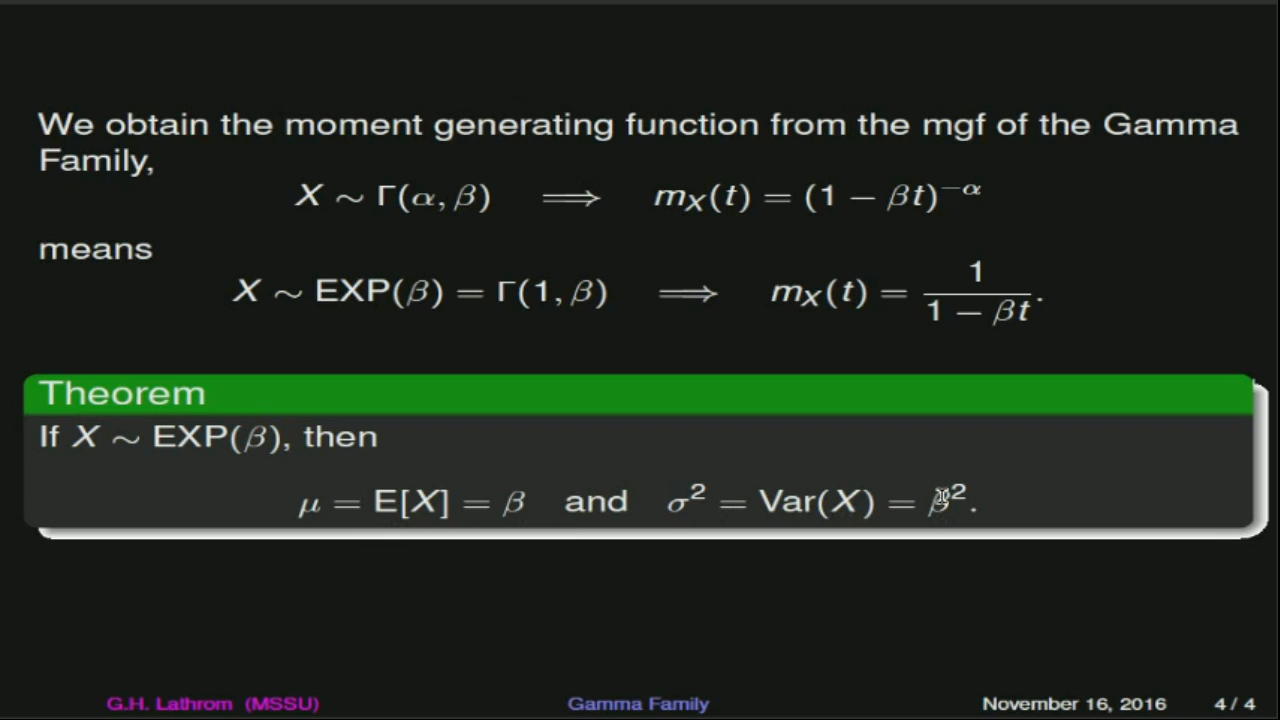 We obtain the moment generating function from the mgf of the Gamma
Family,
X ∼ Γ(α, β) ⟹ m_X(t) = (1 − βt)^{−α}
means
X ∼ EXP(β) = Γ(1, β) ⟹ m_X(t) = 1/(1 − βt).
Theorem
If X ∼ EXP(β), then
μ = E[X] = β and σ² = Var(X) = β².
G.H. Lathrom (MSSU) Gamma Family November 16, 2016 4 / 4